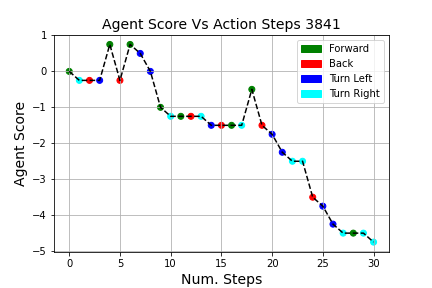 Agent Score Vs Action Steps 3841
Forward
Back
Turn Left
Turn Right
Agent Score
1
0
−1
−2
−3
−4
−5
0 5 10 15 20 25 30
Num. Steps